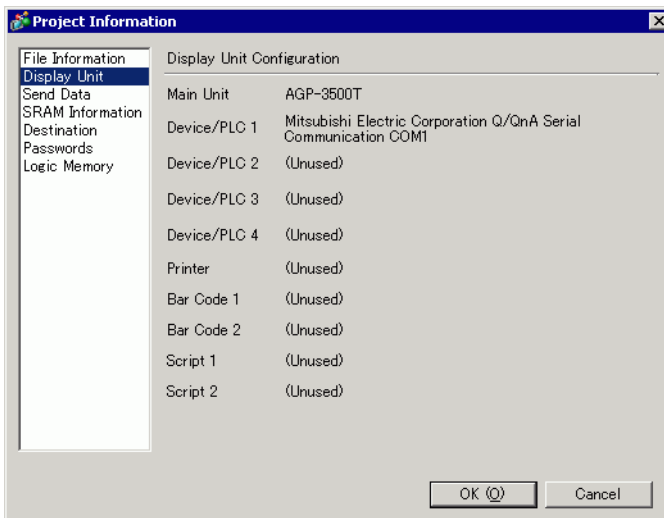 Project Information
File Information
Display Unit
Send Data
SRAM Information
Destination
Passwords
Logic Memory
Display Unit Configuration
Main Unit AGP-3500T
Device/PLC 1 Mitsubishi Electric Corporation Q/QnA Serial
Communication COM1
Device/PLC 2 (Unused)
Device/PLC 3 (Unused)
Device/PLC 4 (Unused)
Printer (Unused)
Bar Code 1 (Unused)
Bar Code 2 (Unused)
Script 1 (Unused)
Script 2 (Unused)
OK (O) Cancel